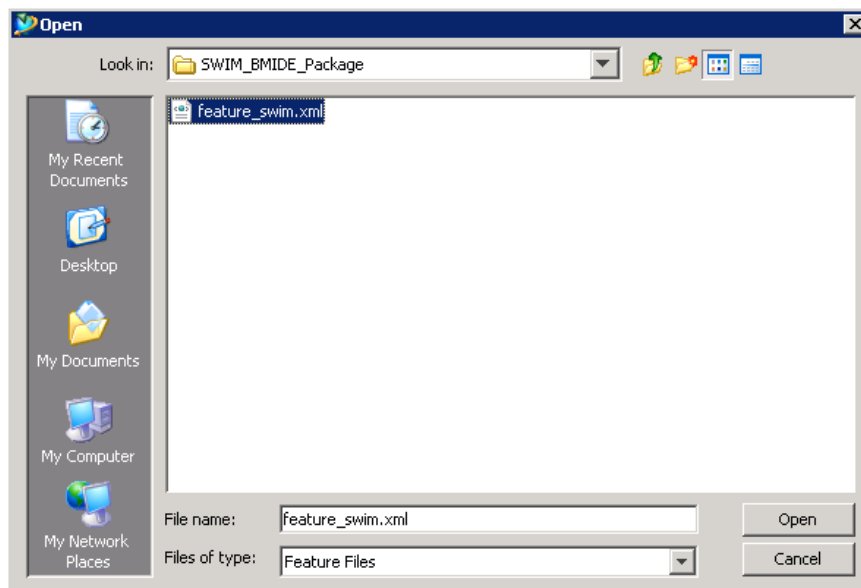 Open
Look in:
SWIM_BMIDE_Package
feature_swim.xml
My Recent
Documents
Desktop
My Documents
My Computer
My Network
Places
File name:
feature_swim.xml
Open
Files of type:
Feature Files
Cancel